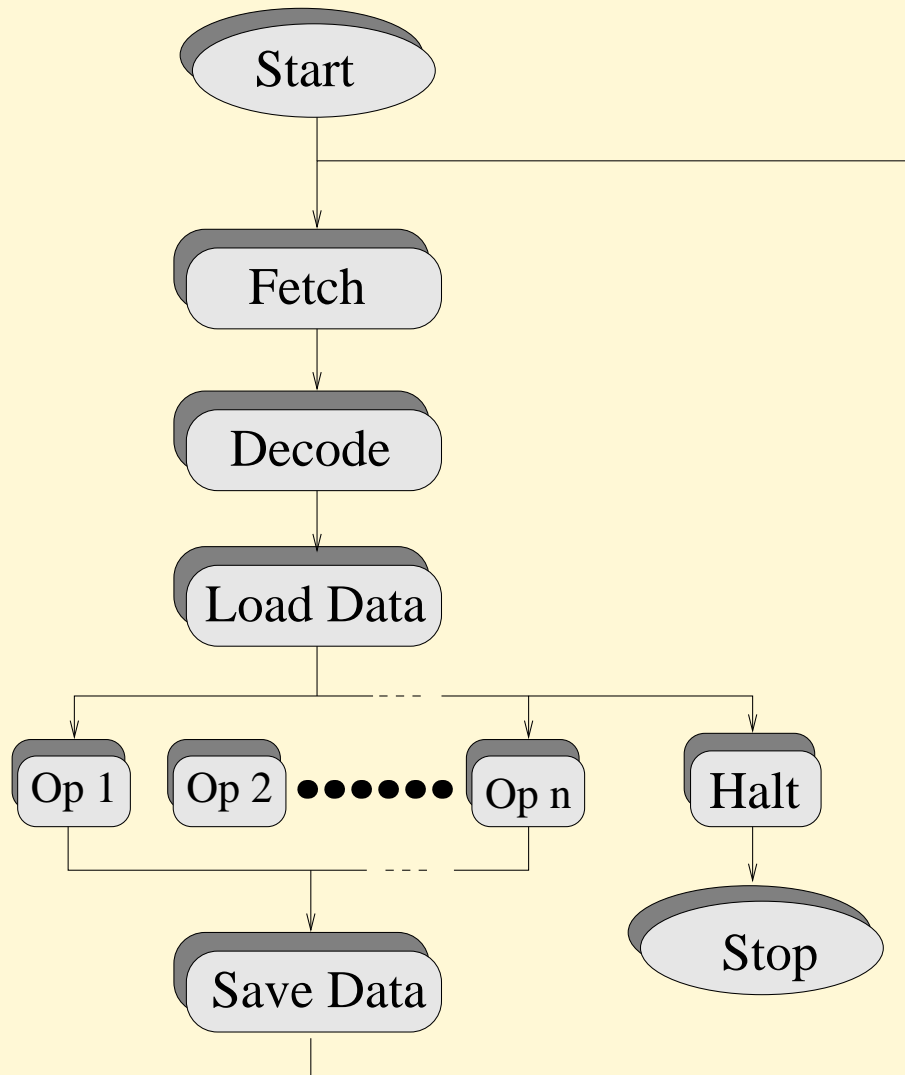 Start
Fetch
Decode
Load Data
Op 1
Op 2
Op n
Halt
Stop
Save Data